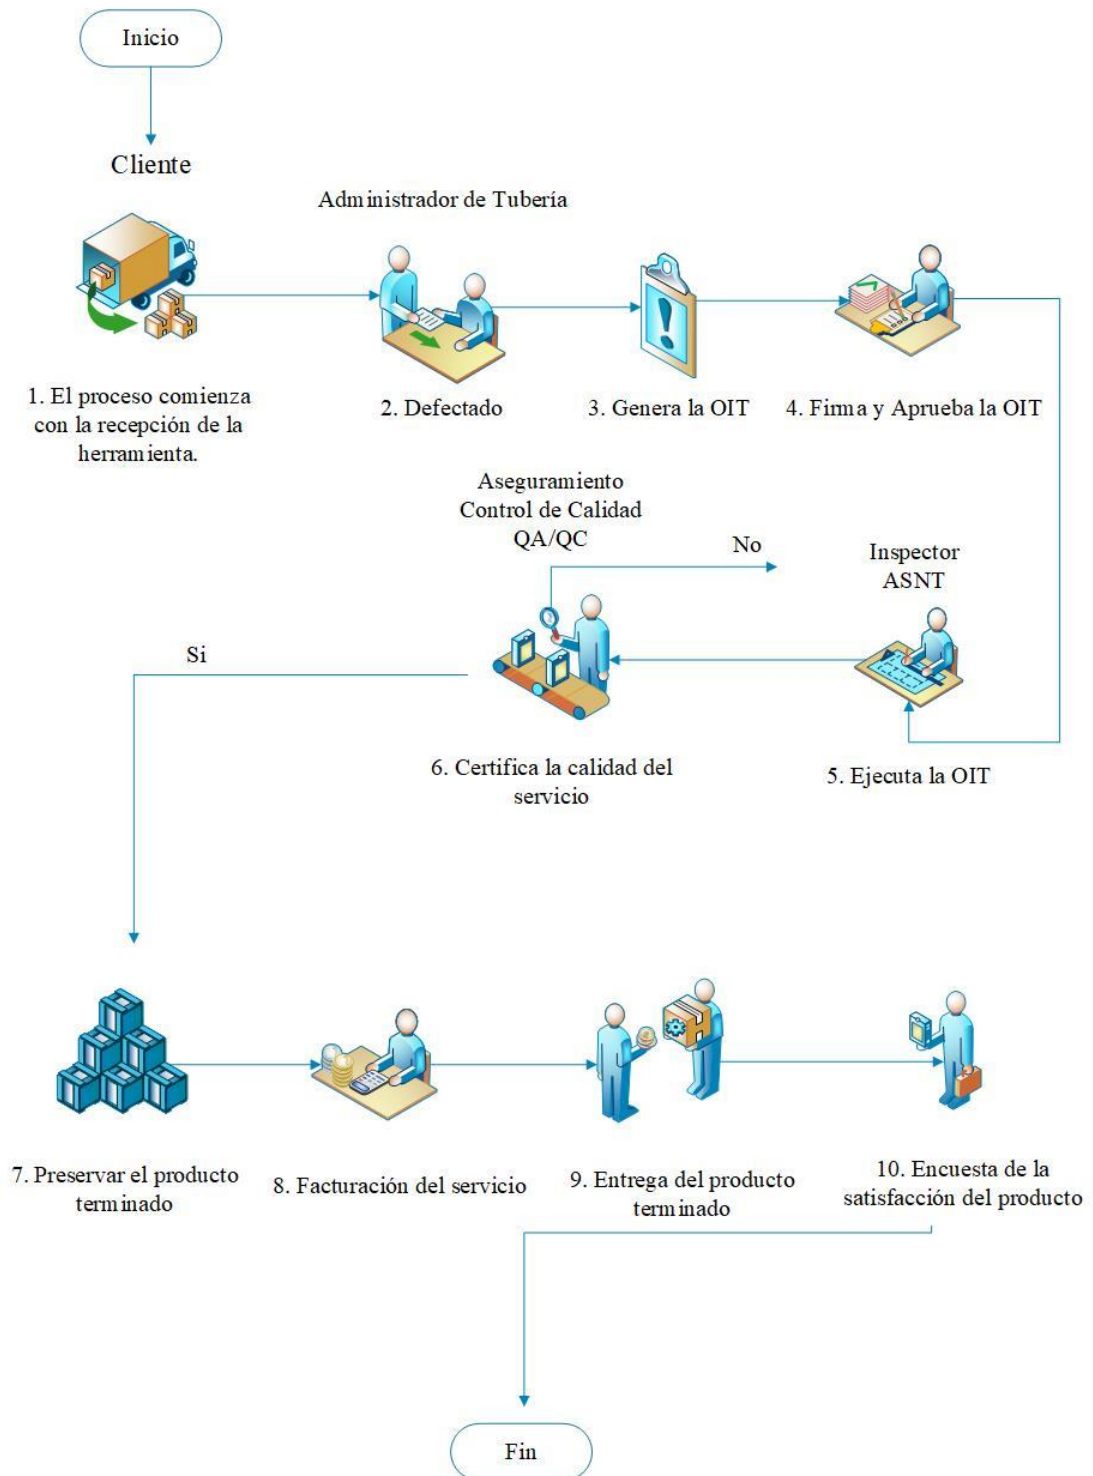 Inicio
Cliente
Administrador de Tubería
1. El proceso comienza
con la recepción de la
herramienta.
2. Defectado
3. Genera la OIT
4. Firma y Aprueba la OIT
Aseguramiento
Control de Calidad
QA/QC
No
Inspector
ASNT
Si
6. Certifica la calidad del
servicio
5. Ejecuta la OIT
7. Preservar el producto
terminado
8. Facturación del servicio
9. Entrega del producto
terminado
10. Encuesta de la
satisfacción del producto
Fin